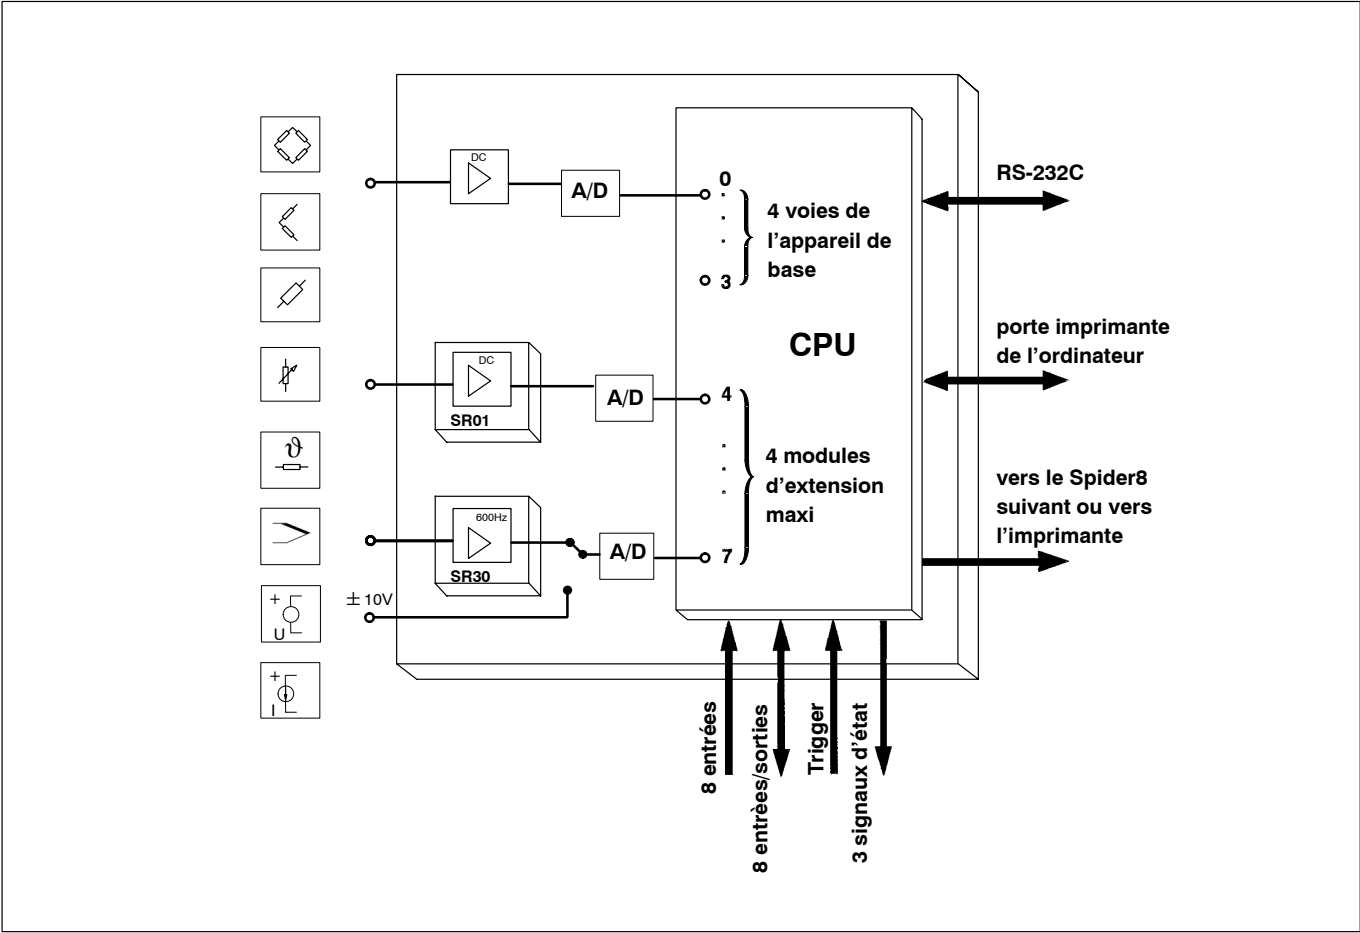 DC
A/D
0
4 voies de
l’appareil de
base
3
RS-232C
CPU
porte imprimante
de l’ordinateur
DC
SR01
A/D
4
4 modules
d’extension
maxi
ϑ
vers le Spider8
suivant ou vers
l’imprimante
600Hz
SR30
A/D
7
± 10V
+
U
+
I
8 entrées
8 entrèes/sorties
Trigger
3 signaux d’état